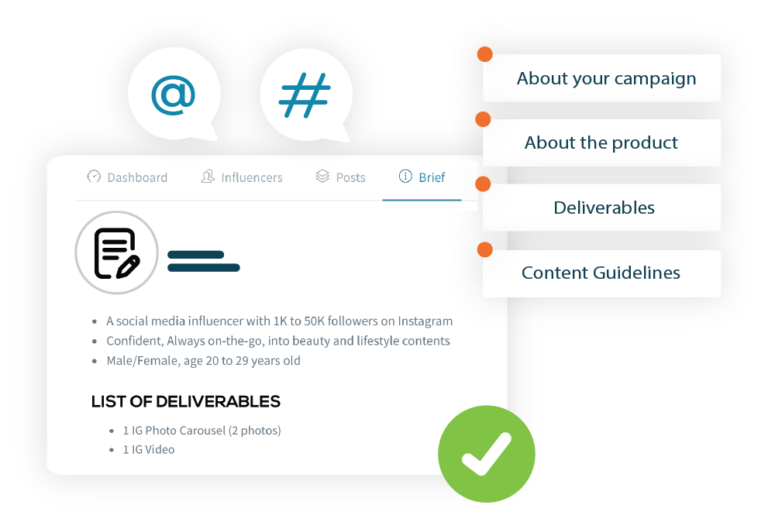 @
#
About your campaign
About the product
Deliverables
Content Guidelines
Dashboard
Influencers
Posts
Brief
A social media influencer with 1K to 50K followers on Instagram
Confident, Always on-the-go, into beauty and lifestyle contents
Male/Female, age 20 to 29 years old
LIST OF DELIVERABLES
1 IG Photo Carousel (2 photos)
1 IG Video